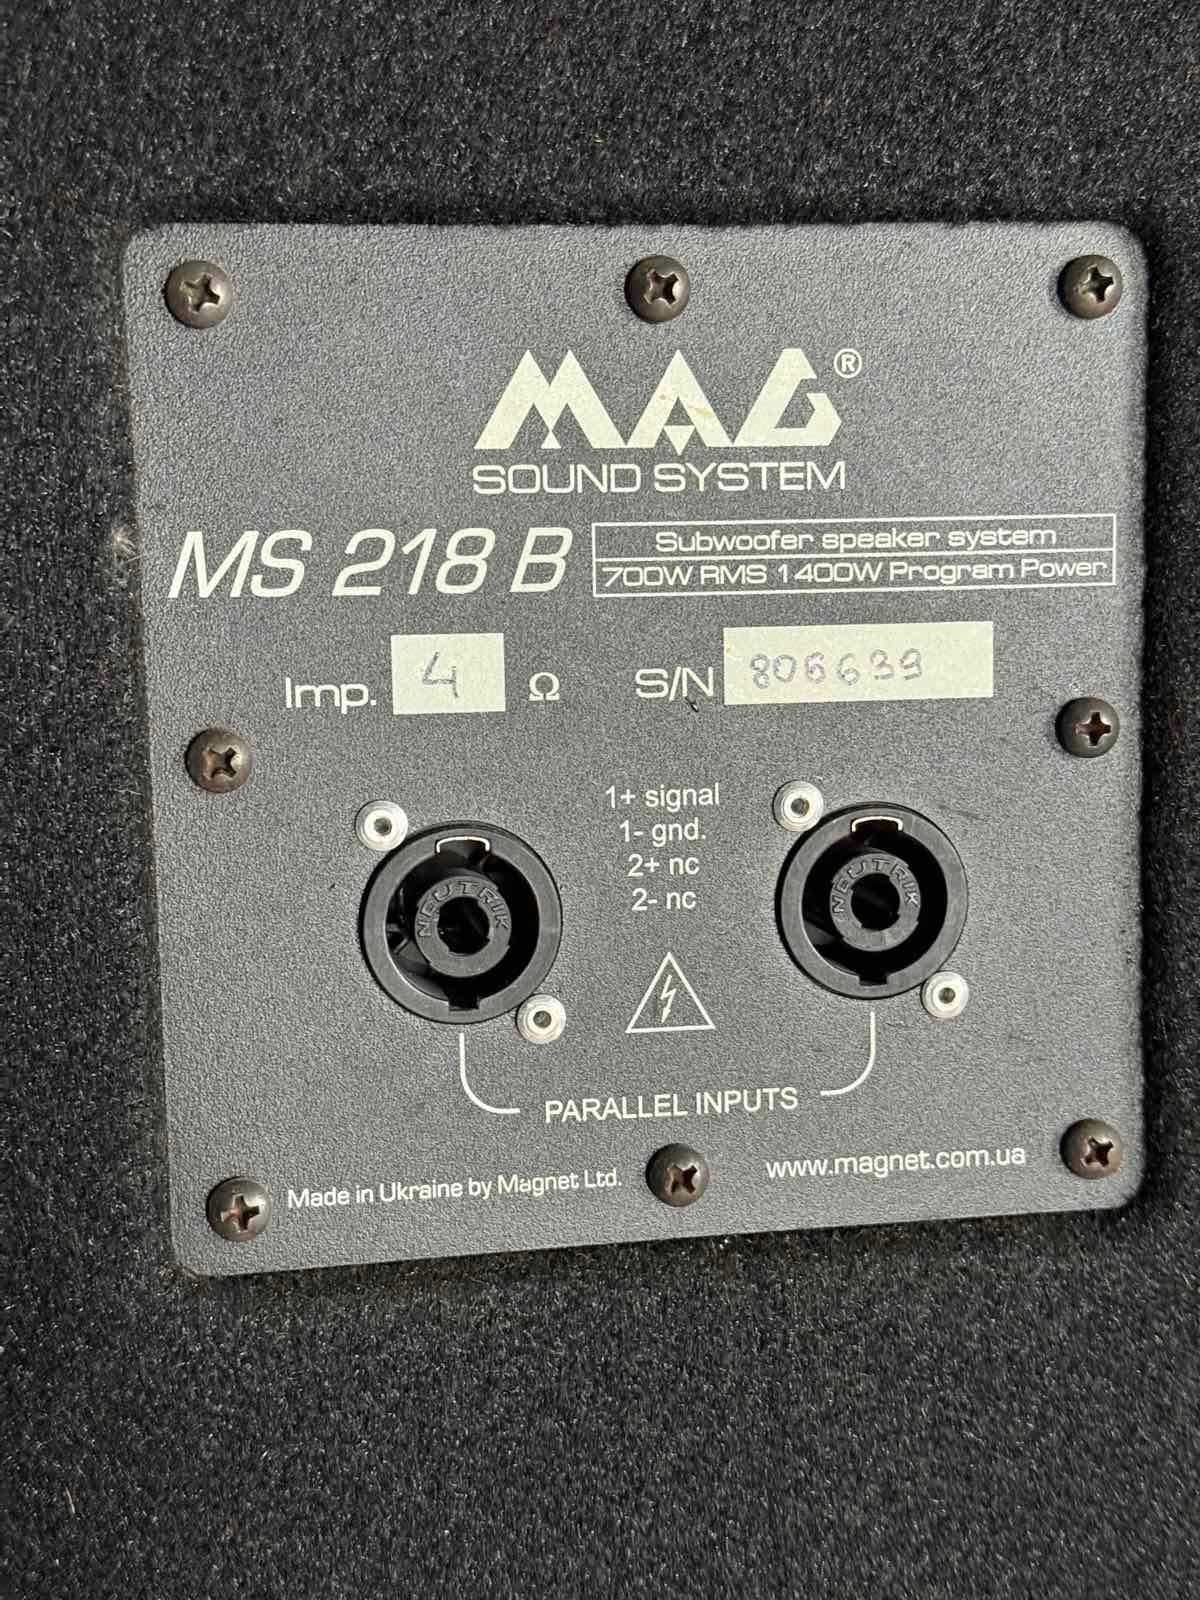 MAG®
SOUND SYSTEM
MS 218 B
Subwoofer speaker system
700W RMS 1400W Program Power
Imp. 4 Ω
S/N 806639
1+ signal
1- gnd.
2+ nc
2- nc
NEUTRIK
NEUTRIK
PARALLEL INPUTS
Made in Ukraine by Magnet Ltd.
www.magnet.com.ua